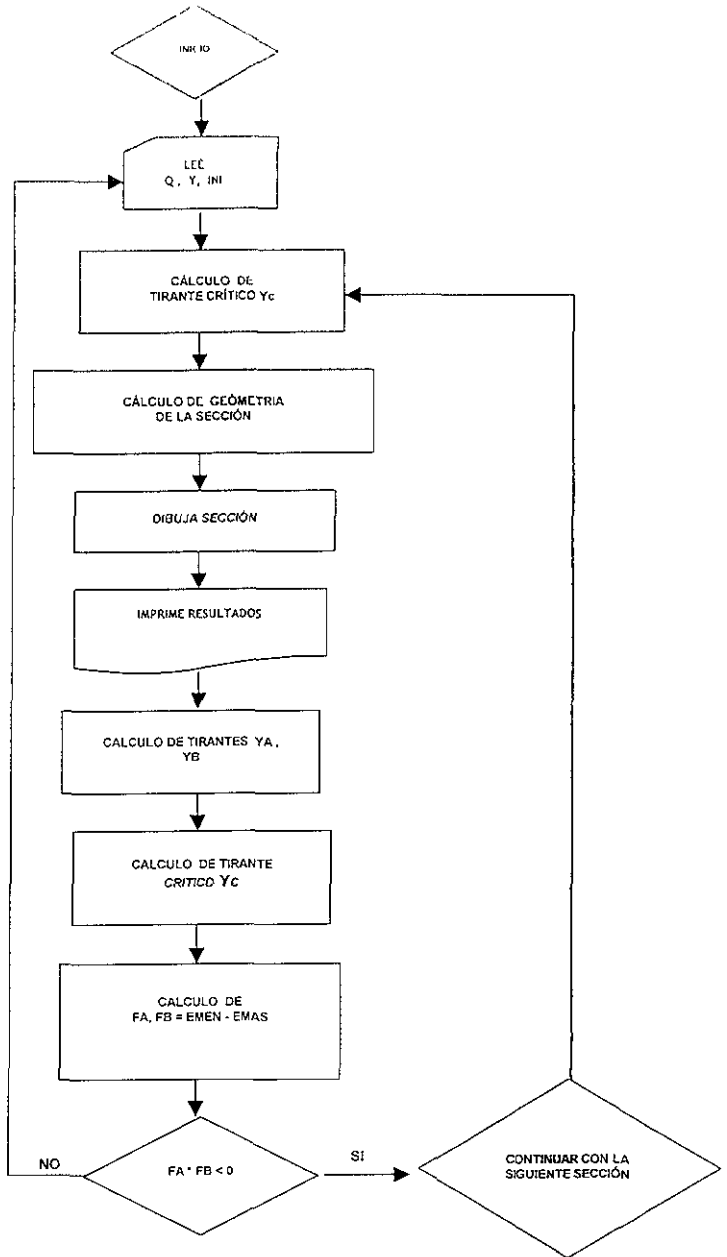 INICIO
LEÉ
Q, Y, INI
CÁLCULO DE
TIRANTE CRÍTICO Yc
CÁLCULO DE GEÓMETRIA
DE LA SECCIÓN
DIBUJA SECCIÓN
IMPRIME RESULTADOS
CALCULO DE TIRANTES YA,
YB
CALCULO DE TIRANTE
CRITICO Yc
CALCULO DE
FA, FB = EMEN - EMAS
NO
FA * FB < 0
SI
CONTINUAR CON LA
SIGUIENTE SECCIÓN